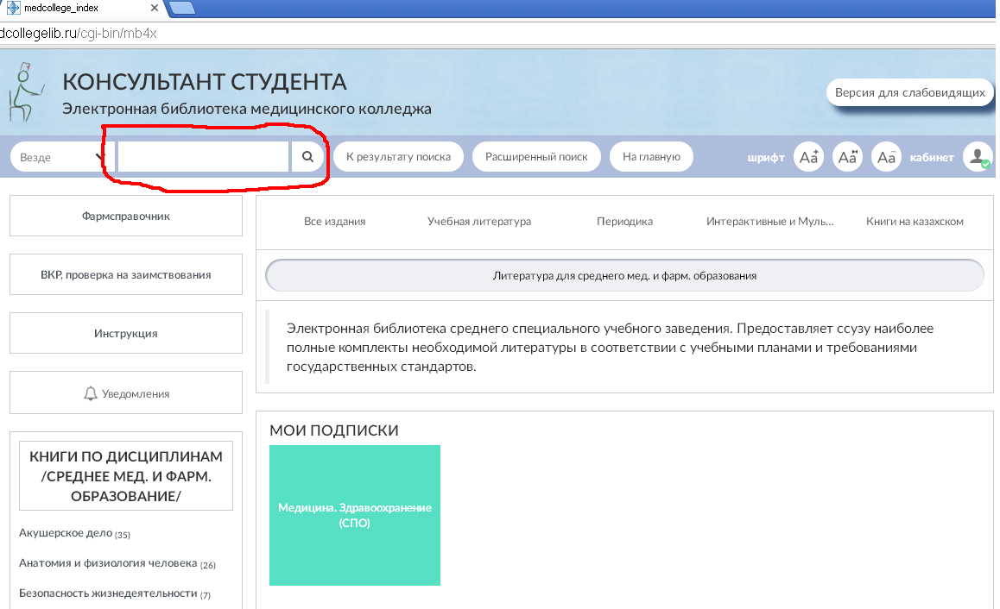 medcollege_index
dcollegelib.ru/cgi-bin/mb4x
КОНСУЛЬТАНТ СТУДЕНТА
Электронная библиотека медицинского колледжа
Версия для слабовидящих
Везде
К результату поиска
Расширенный поиск
На главную
шрифт
Aa+
Aa
Aa-
кабинет
Фармсправочник
ВКР, проверка на заимствования
Инструкция
Уведомления
КНИГИ ПО ДИСЦИПЛИНАМ
/СРЕДНЕЕ МЕД. И ФАРМ.
ОБРАЗОВАНИЕ/
Акушерское дело (35)
Анатомия и физиология человека (26)
Безопасность жизнедеятельности (7)
Все издания
Учебная литература
Периодика
Интерактивные и Муль...
Книги на казахском
Литература для среднего мед. и фарм. образования
Электронная библиотека среднего специального учебного заведения. Предоставляет ссузу наиболее
полные комплекты необходимой литературы в соответствии с учебными планами и требованиями
государственных стандартов.
МОИ ПОДПИСКИ
Медицина. Здравоохранение
(СПО)